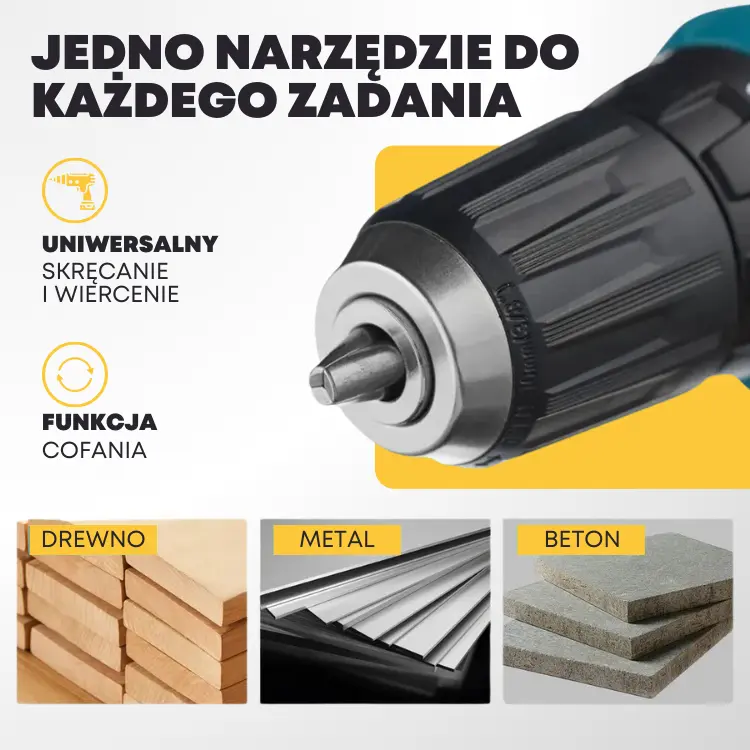 JEDNO NARZĘDZIE DO
KAŻDEGO ZADANIA
UNIWERSALNY
SKRĘCANIE
I WIERCENIE
FUNKCJA
COFANIA
DREWNO
METAL
BETON